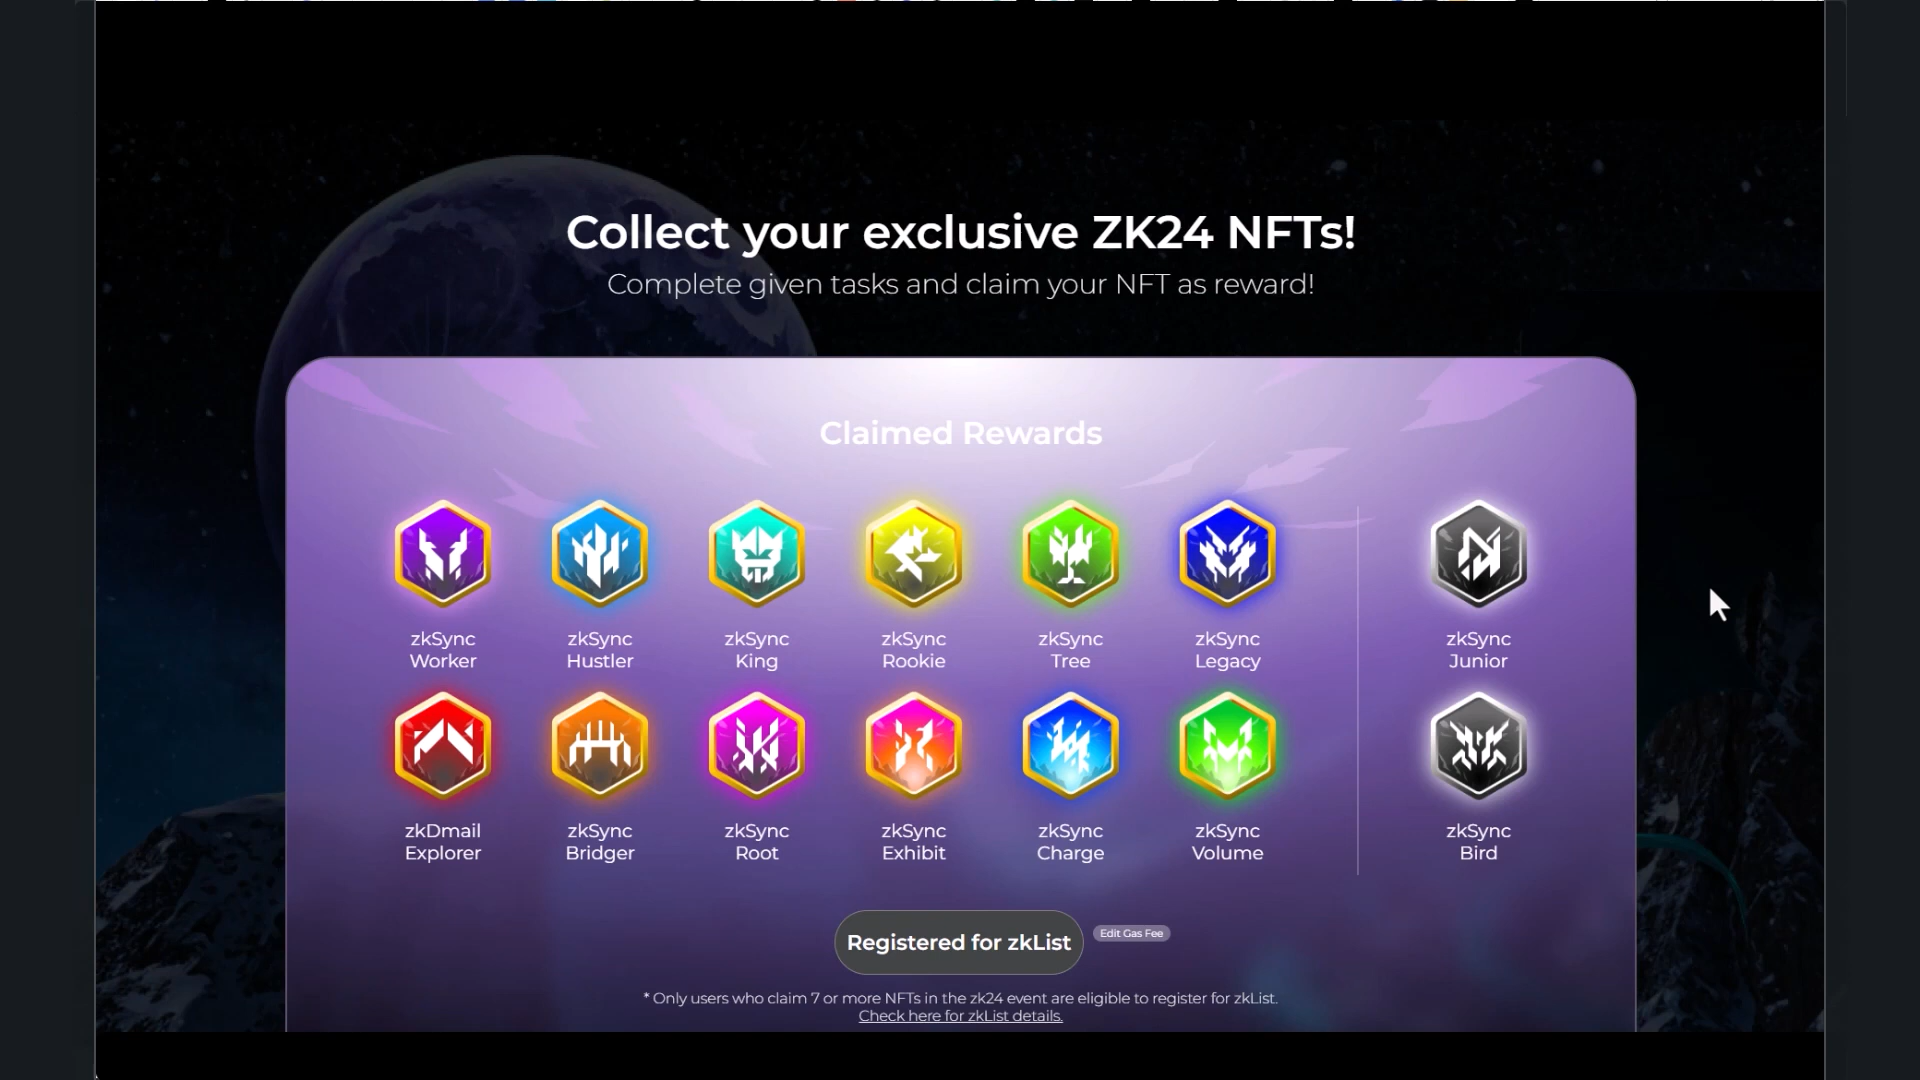 Collect your exclusive ZK24 NFTs!
Complete given tasks and claim your NFT as reward!
Claimed Rewards
zkSync
Worker
zkSync
Hustler
zkSync
King
zkSync
Rookie
zkSync
Tree
zkSync
Legacy
zkSync
Junior
zkDmail
Explorer
zkSync
Bridger
zkSync
Root
zkSync
Exhibit
zkSync
Charge
zkSync
Volume
zkSync
Bird
Registered for zkList
Edit Gas Fee
* Only users who claim 7 or more NFTs in the zk24 event are eligible to register for zkList.
Check here for zkList details.